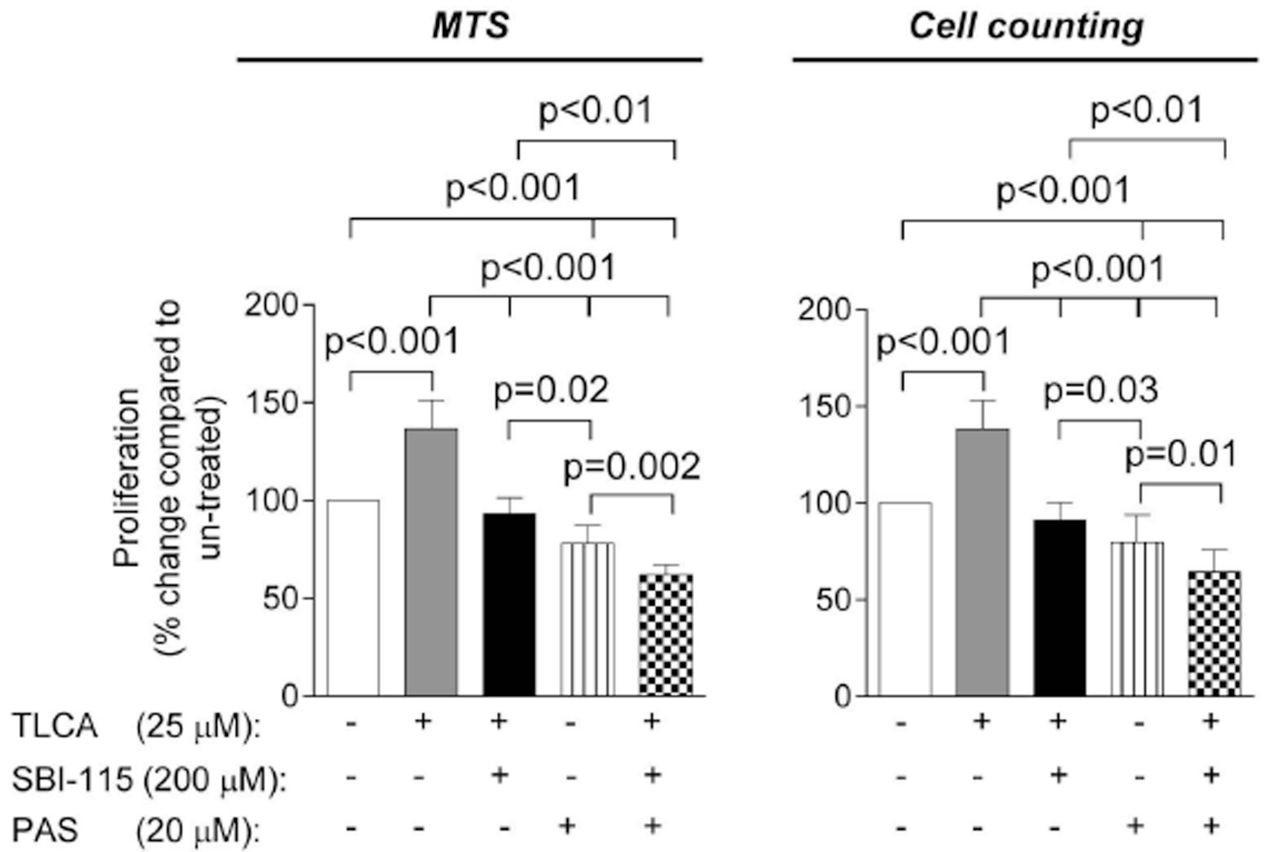 MTS
Cell counting
p<0.01
p<0.01
p<0.001
p<0.001
p<0.001
p<0.001
p<0.001
p<0.001
p=0.02
p=0.03
p=0.002
p=0.01
Proliferation
(% change compared to
un-treated)
200
150
100
50
0
200
150
100
50
0
TLCA (25 μM): - + + - + - + + - +
SBI-115 (200 μM): - - + - + - - + - +
PAS (20 μM): - - - + + - - - + +